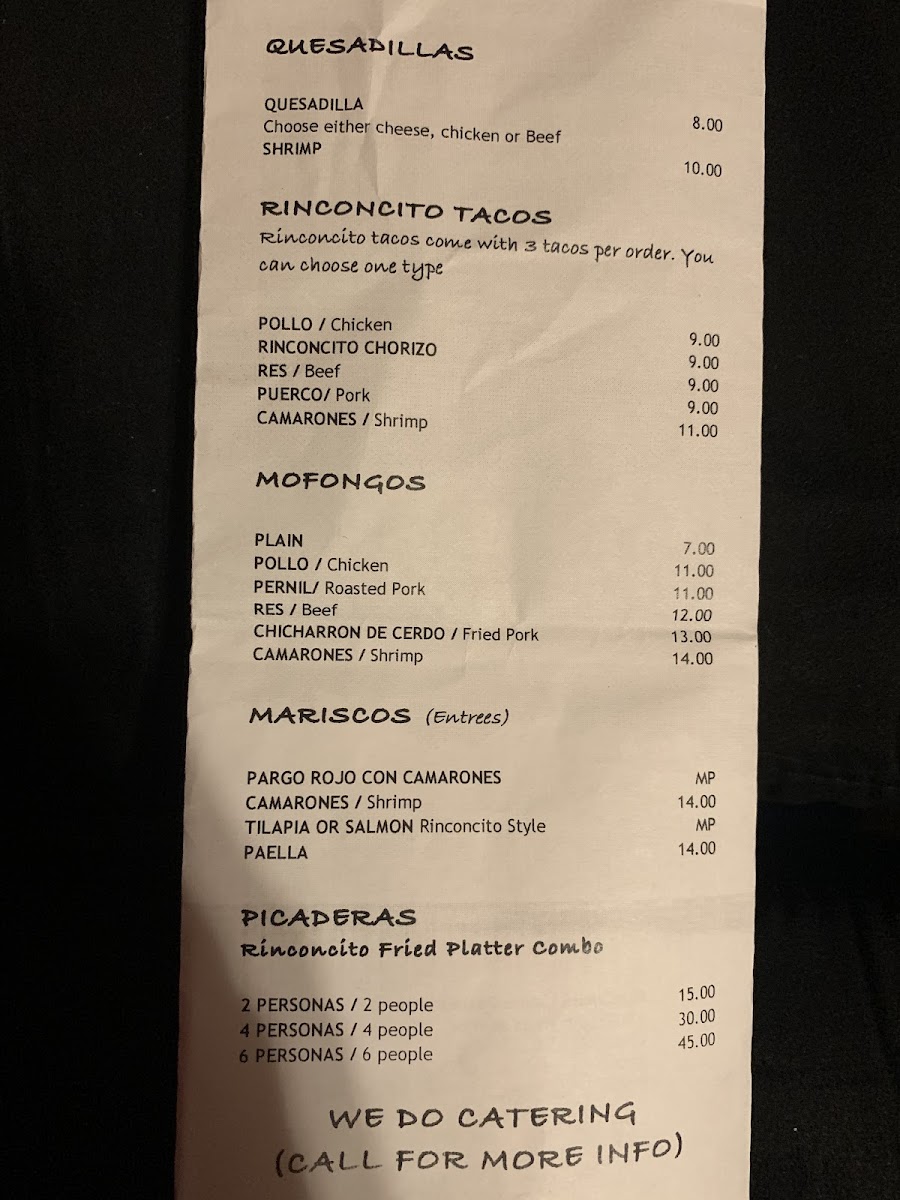 QUESADILLAS
QUESADILLA 8.00
Choose either cheese, chicken or Beef
SHRIMP 10.00
RINCONCITO TACOS
Rinconcito tacos come with 3 tacos per order. You
can choose one type
POLLO / Chicken 9.00
RINCONCITO CHORIZO 9.00
RES / Beef 9.00
PUERCO/ Pork 9.00
CAMARONES / Shrimp 11.00
MOFONGOS
PLAIN 7.00
POLLO / Chicken 11.00
PERNIL/ Roasted Pork 11.00
RES / Beef 12.00
CHICHARRON DE CERDO / Fried Pork 13.00
CAMARONES / Shrimp 14.00
MARISCOS (Entrees)
PARGO ROJO CON CAMARONES MP
CAMARONES / Shrimp 14.00
TILAPIA OR SALMON Rinconcito Style MP
PAELLA 14.00
PICADERAS
Rinconcito Fried Platter Combo
2 PERSONAS / 2 people 15.00
4 PERSONAS / 4 people 30.00
6 PERSONAS / 6 people 45.00
WE DO CATERING
(CALL FOR MORE INFO)